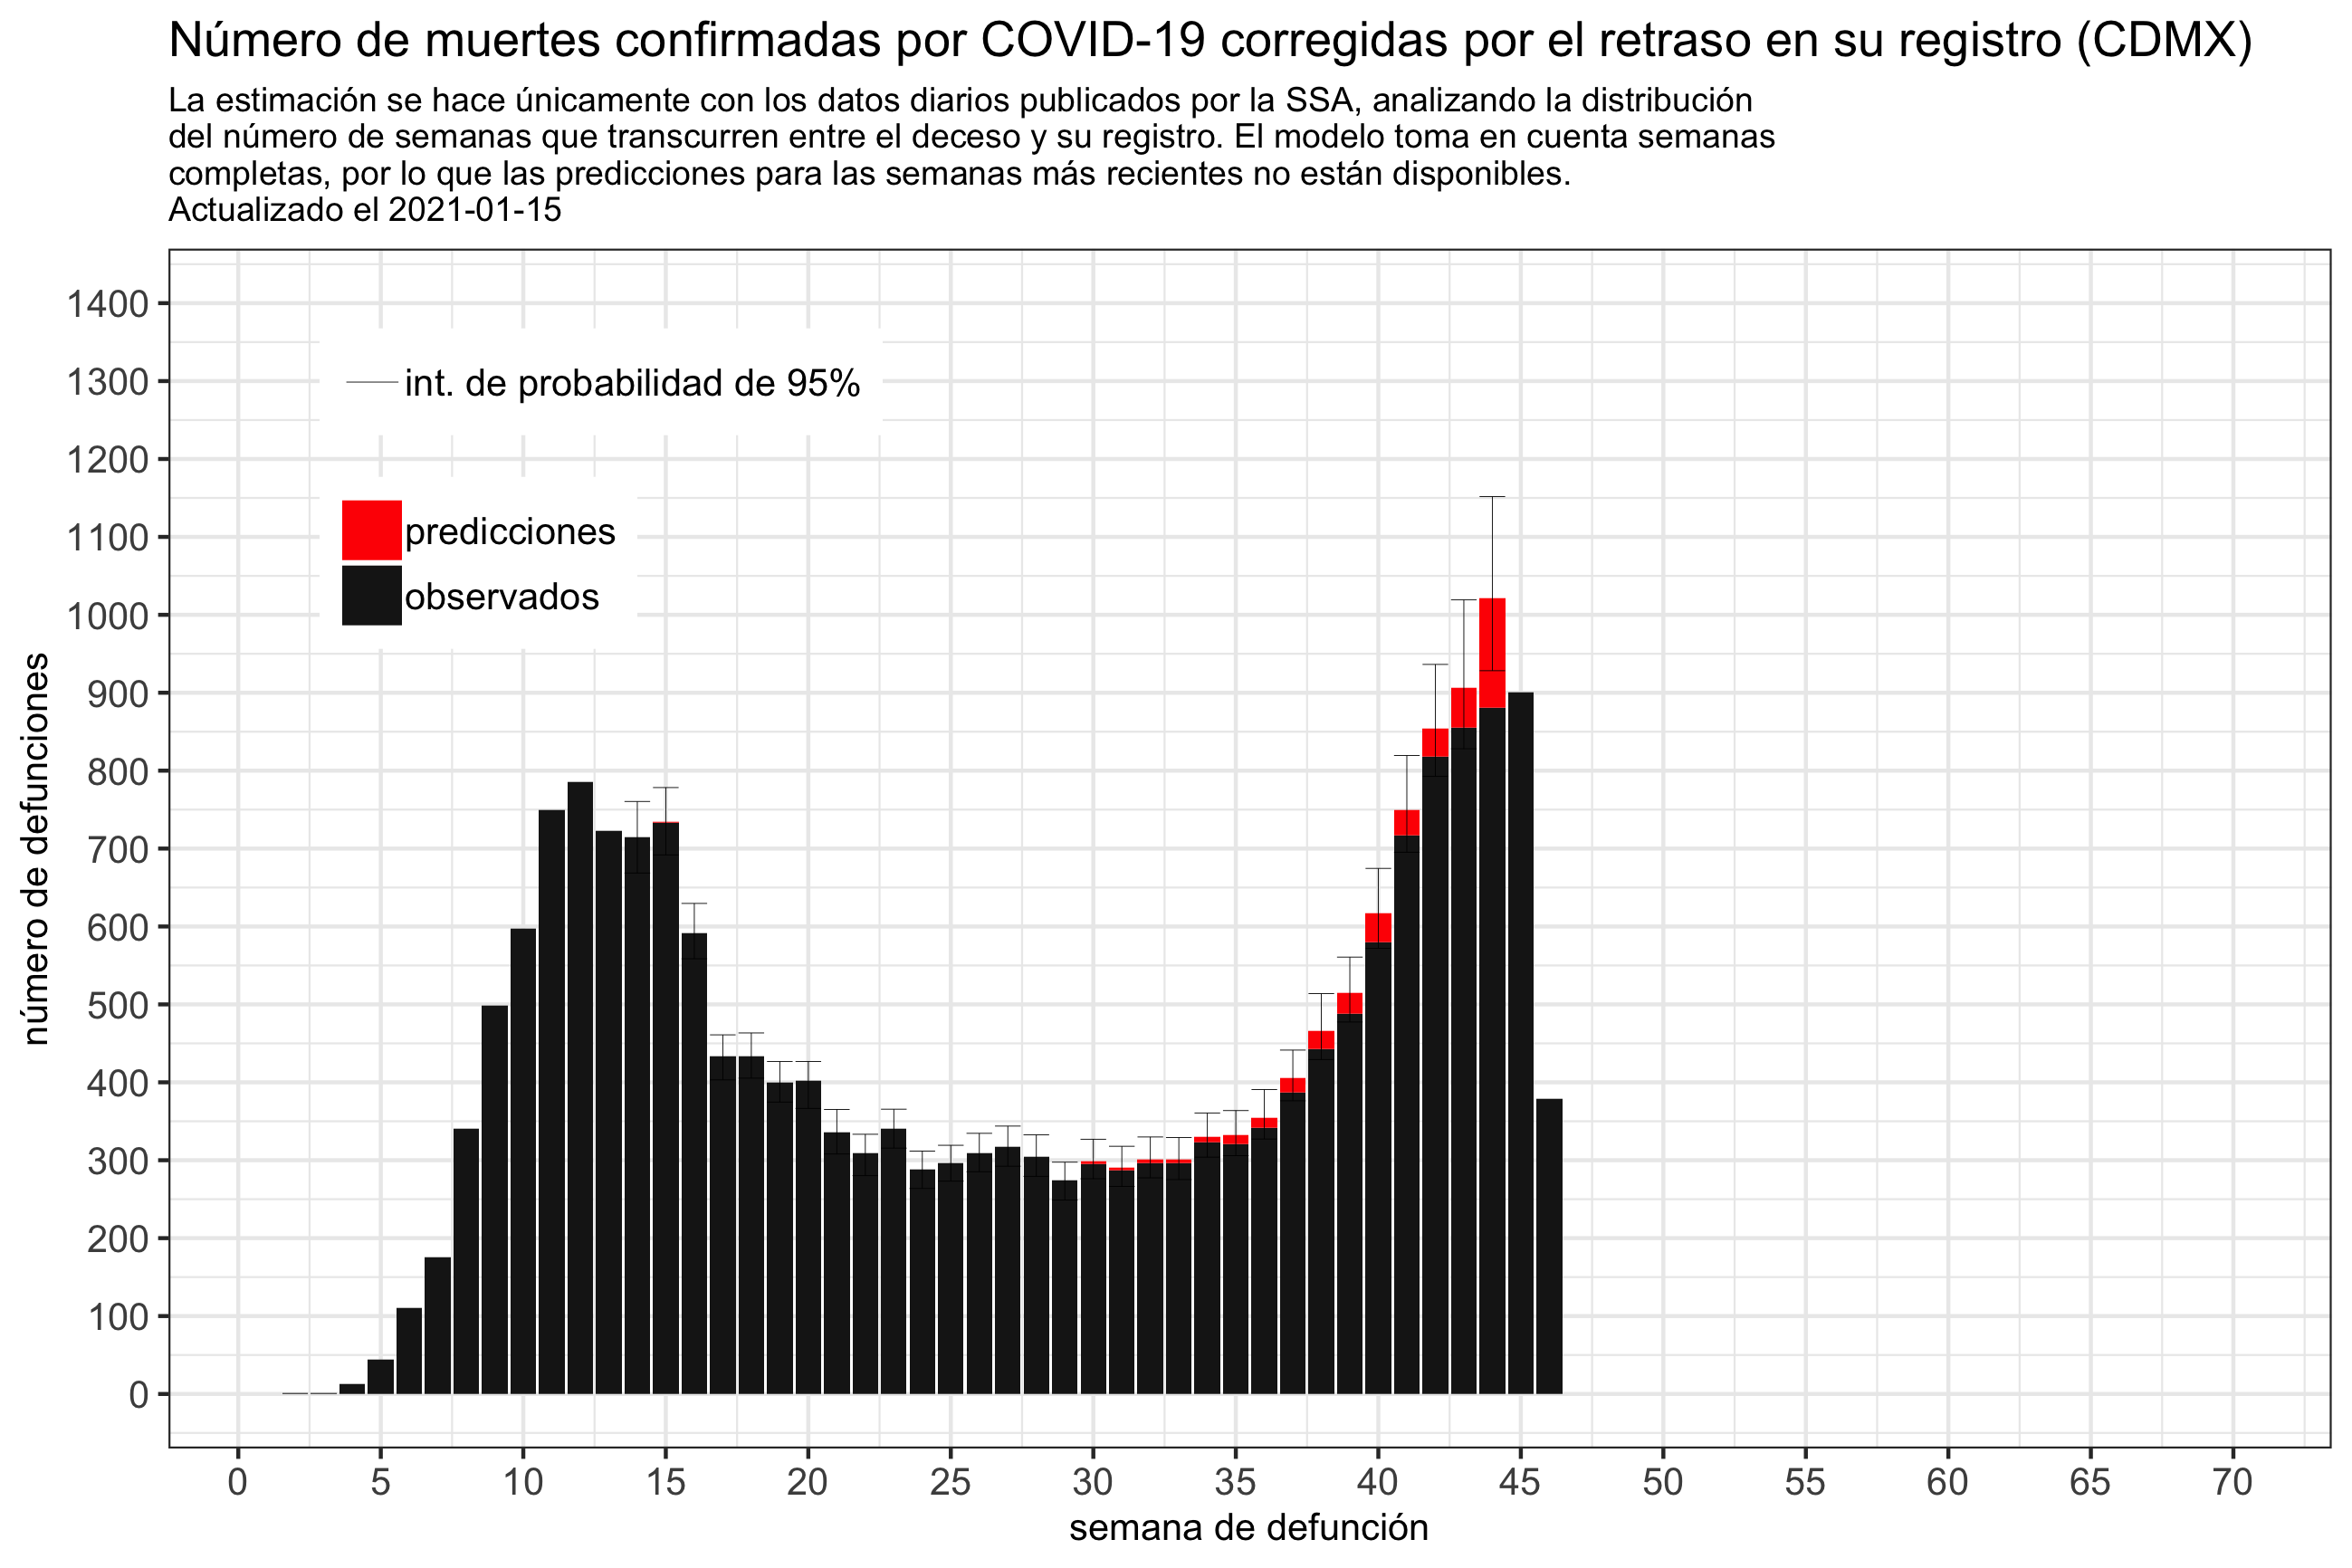 Número de muertes confirmadas por COVID-19 corregidas por el retraso en su registro (CDMX)
La estimación se hace únicamente con los datos diarios publicados por la SSA, analizando la distribución
del número de semanas que transcurren entre el deceso y su registro. El modelo toma en cuenta semanas
completas, por lo que las predicciones para las semanas más recientes no están disponibles.
Actualizado el 2021-01-15
número de defunciones
1400
1300
1200
1100
1000
900
800
700
600
500
400
300
200
100
0
int. de probabilidad de 95%
predicciones
observados
0 5 10 15 20 25 30 35 40 45 50 55 60 65 70
semana de defunción